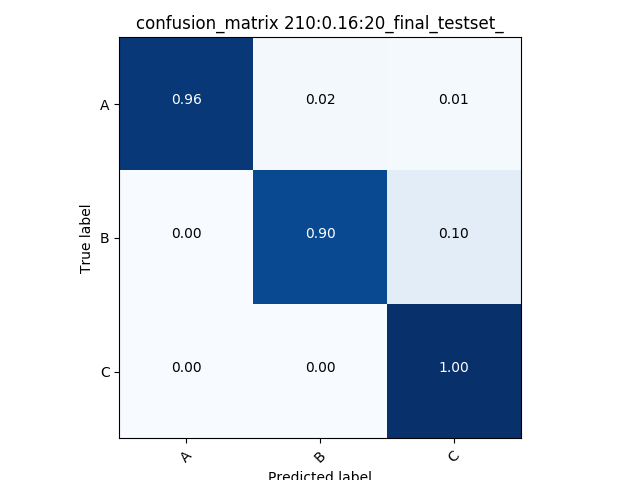 confusion_matrix 210:0.16:20_final_testset_
A 0.96 0.02 0.01
True label
B 0.00 0.90 0.10
C 0.00 0.00 1.00
A B C
Predicted label